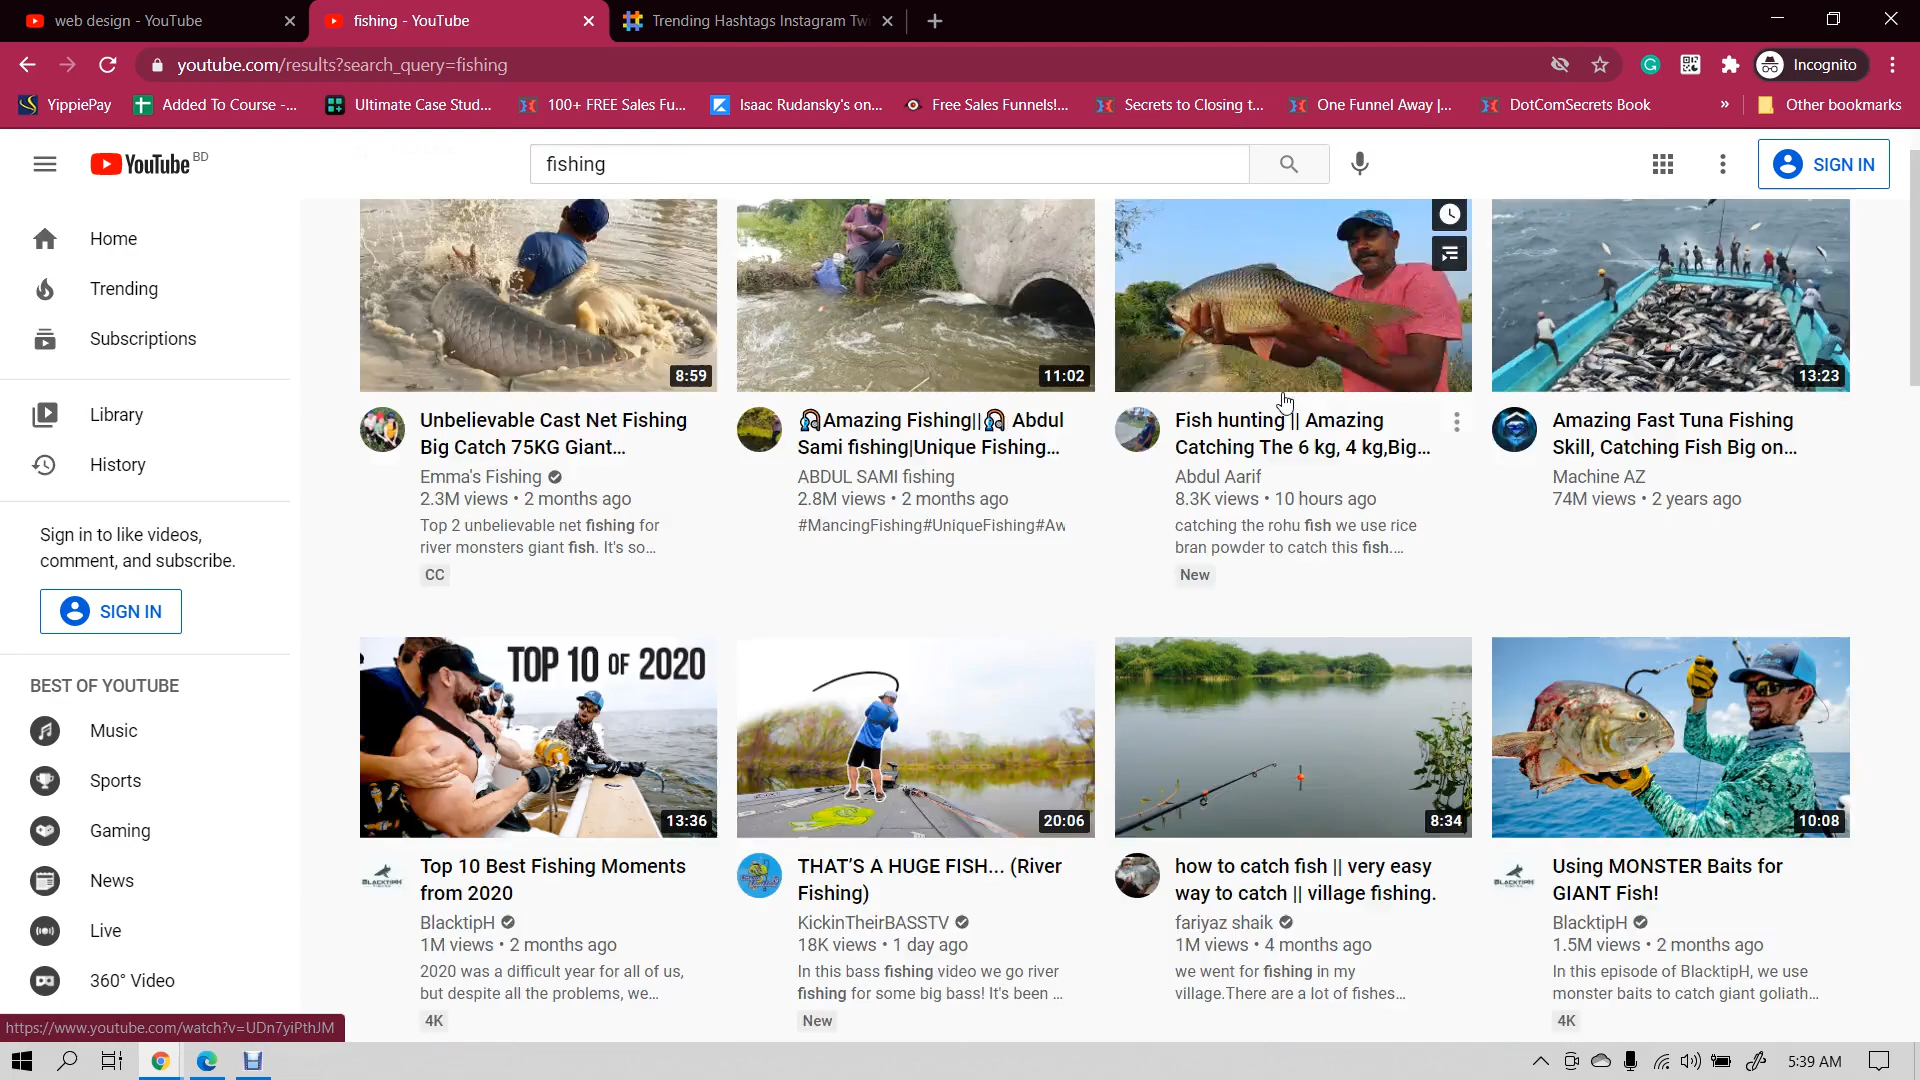 web design - YouTube
fishing - YouTube
Trending Hashtags Instagram Twi
youtube.com/results?search_query=fishing
Incognito
YippiePay
Added To Course -...
Ultimate Case Stud...
100+ FREE Sales Fu...
Isaac Rudansky's on...
Free Sales Funnels!...
Secrets to Closing t...
One Funnel Away |...
DotComSecrets Book
»
Other bookmarks
YouTube BD
fishing
SIGN IN
Home
Trending
Subscriptions
Library
History
Sign in to like videos,
comment, and subscribe.
SIGN IN
BEST OF YOUTUBE
Music
Sports
Gaming
News
Live
360° Video
8:59
Unbelievable Cast Net Fishing
Big Catch 75KG Giant...
Emma's Fishing
2.3M views • 2 months ago
Top 2 unbelievable net fishing for
river monsters giant fish. It's so...
CC
11:02
🎧Amazing Fishing||🎧 Abdul
Sami fishing|Unique Fishing...
ABDUL SAMI fishing
2.8M views • 2 months ago
#MancingFishing#UniqueFishing#Aw
Fish hunting || Amazing
Catching The 6 kg, 4 kg,Big...
Abdul Aarif
8.3K views • 10 hours ago
catching the rohu fish we use rice
bran powder to catch this fish....
New
13:23
Amazing Fast Tuna Fishing
Skill, Catching Fish Big on...
Machine AZ
74M views • 2 years ago
TOP 10 OF 2020
13:36
Top 10 Best Fishing Moments
from 2020
BlacktipH
1M views • 2 months ago
2020 was a difficult year for all of us,
but despite all the problems, we...
4K
20:06
THAT'S A HUGE FISH... (River
Fishing)
KickinTheirBASSTV
18K views • 1 day ago
In this bass fishing video we go river
fishing for some big bass! It's been ...
New
8:34
how to catch fish || very easy
way to catch || village fishing.
fariyaz shaik
1M views • 4 months ago
we went for fishing in my
village.There are a lot of fishes...
10:08
BLACKTIPH
Using MONSTER Baits for
GIANT Fish!
BlacktipH
1.5M views • 2 months ago
In this episode of BlacktipH, we use
monster baits to catch giant goliath...
4K
https://www.youtube.com/watch?v=UDn7yiPthJM
5:39 AM